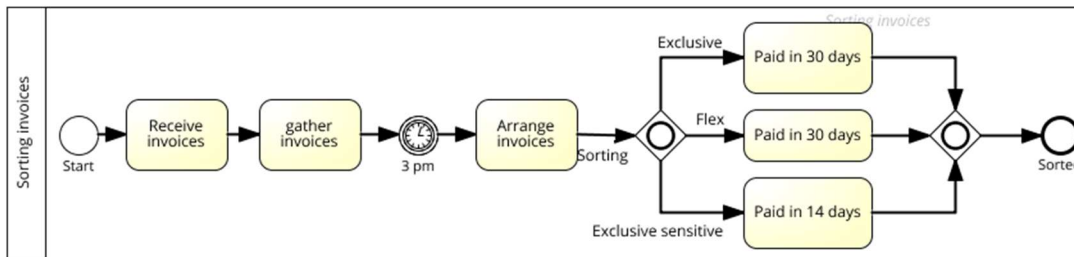 Sorting invoices
Sorting invoices
Start
Receive
invoices
gather
invoices
3 pm
Arrange
invoices
Sorting
Exclusive
Paid in 30 days
Flex
Paid in 30 days
Exclusive sensitive
Paid in 14 days
Sorte